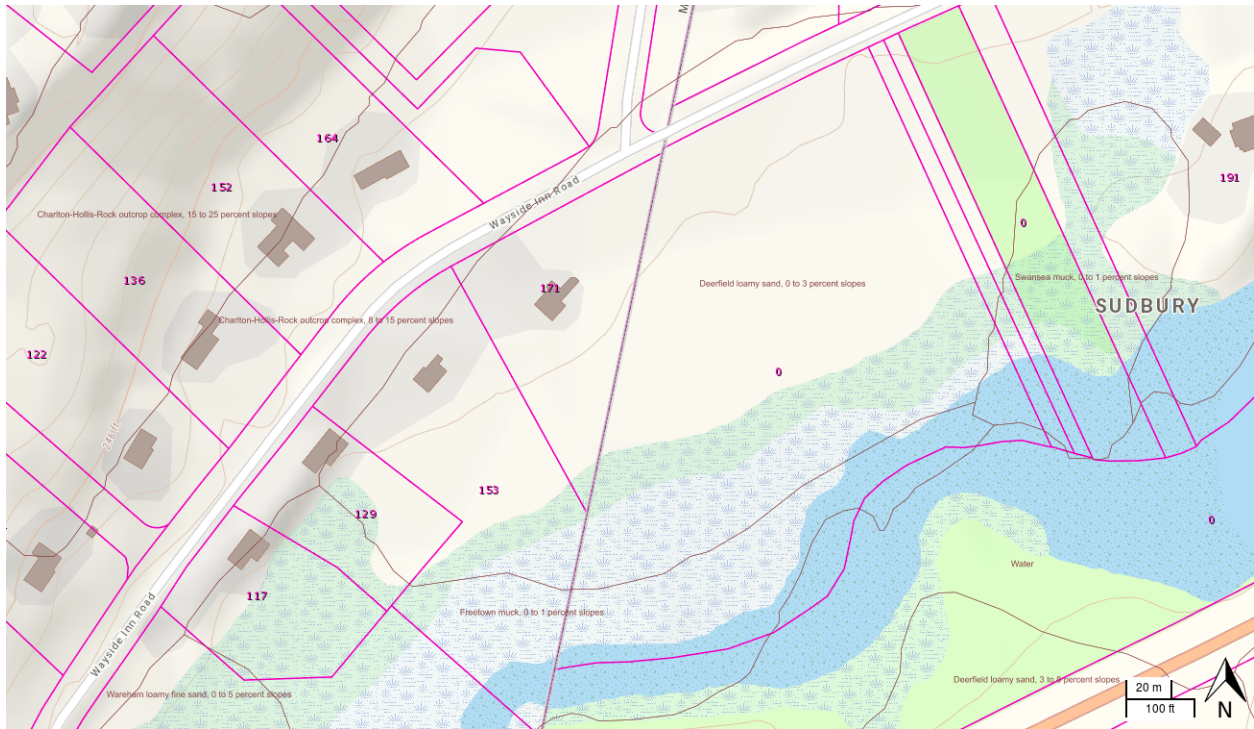 M
164
152
191
Wayside Inn Road
Charlton-Hollis-Rock outcrop complex, 15 to 25 percent slopes
0
Swansea muck, 0 to 1 percent slopes
136
Deerfield loamy sand, 0 to 3 percent slopes
171
SUDBURY
Charlton-Hollis-Rock outcrop complex, 8 to 15 percent slopes
122
0
246 ft
153
129
0
Water
117
Freetown muck, 0 to 1 percent slopes
Wayside Inn Road
Deerfield loamy sand, 3 to 8 percent slopes
20 m
Wareham loamy fine sand, 0 to 5 percent slopes
100 ft
N